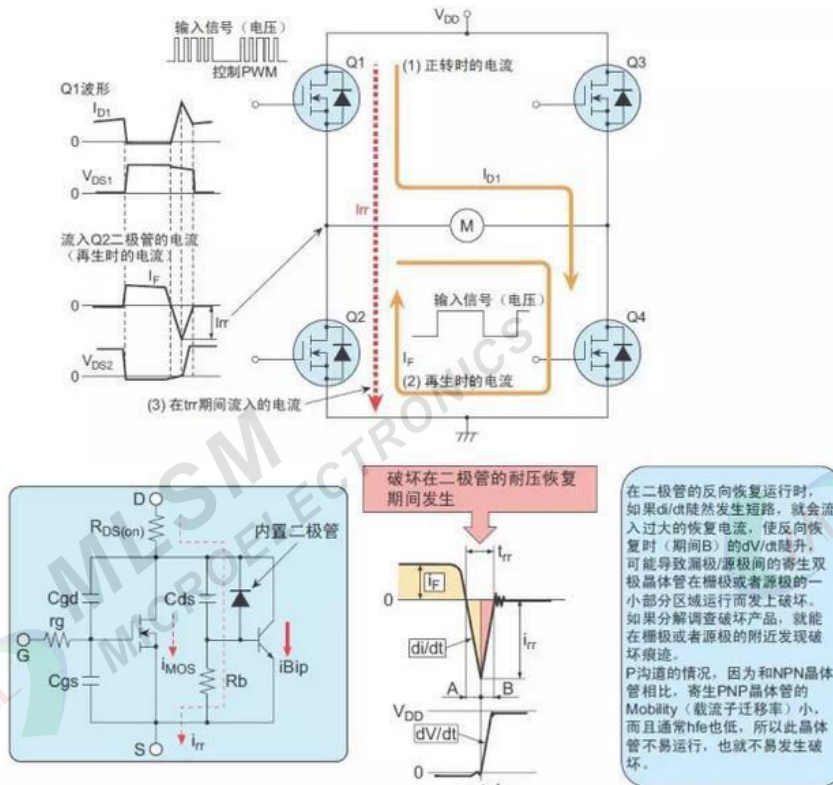 VDD
输入信号（电压）
控制PWM
Q1
(1) 正转时的电流
Q3
Q1波形
ID1
0
VDS1
0
ID1
Irr
M
流入Q2二极管的电流
（再生时的电流）
IF
0
Irr
输入信号（电压）
Q2
Q4
VDS2
0
IF
(2) 再生时的电流
(3) 在trr期间流入的电流
MLSM
MICROELECTRONICS
D
RDS(on)
内置二极管
Cgd
Cds
rg
G
iMOS
iBip
Cgs
Rb
S
irr
破坏在二极管的耐压恢复
期间发生
trr
iF
0
di/dt
irr
A
B
VDD
dV/dt
0
在二极管的反向恢复运行时，
如果di/dt陡然发生短路，就会流
入过大的恢复电流，使反向恢
复时（期间B）的dV/dt陡升，
可能导致漏极/源极间的寄生双
极晶体管在栅极或者源极的一
小部分区域运行而发上破坏。
如果分解调查破坏产品，就能
在栅极或者源极的附近发现破
坏痕迹。
P沟道的情况，因为和NPN晶体
管相比，寄生PNP晶体管的
Mobility（载流子迁移率）小，
而且通常hfe也低，所以此晶体
管不易运行，也就不易发生破
坏。